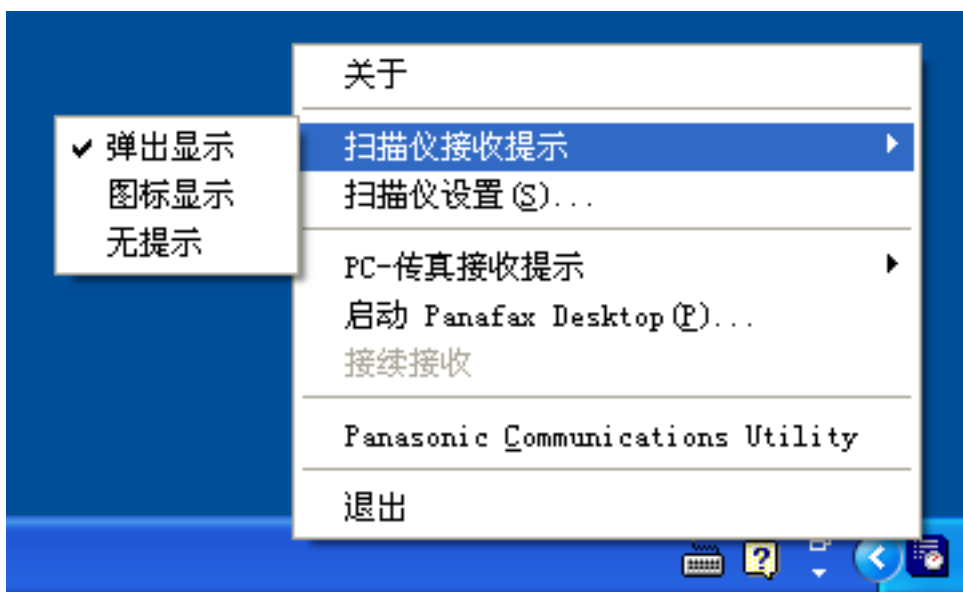 关于
扫描仪接收提示
弹出显示
图标显示
无提示
扫描仪设置(S)...
PC-传真接收提示
启动 Panafax Desktop(P)...
接续接收
Panasonic Communications Utility
退出